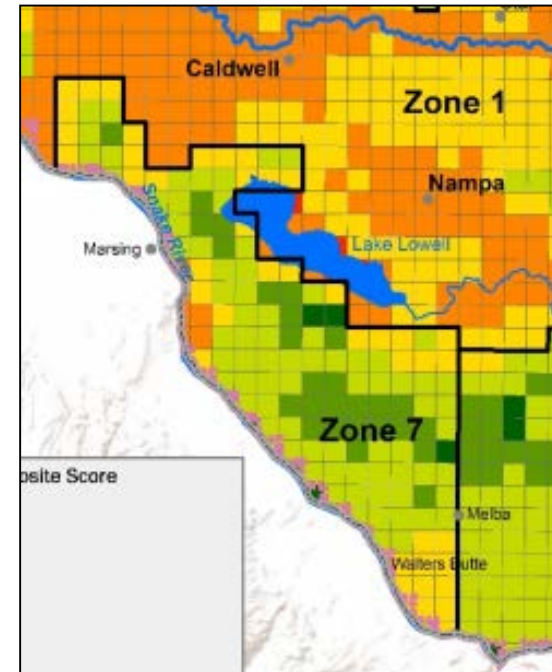 Caldwell
Zone 1
Nampa
Snake River
Marsing
Lake Lowell
Zone 7
osite Score
Melba
Walters Butte